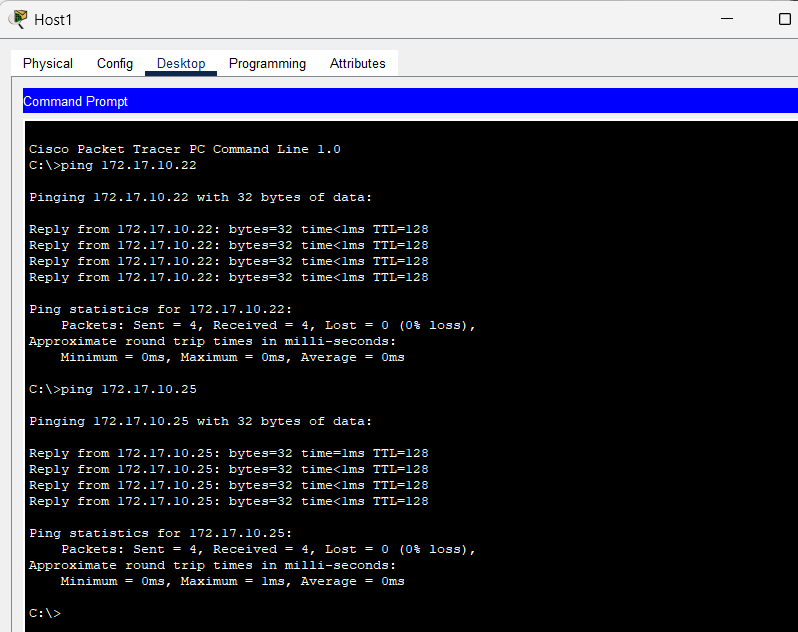 Host1
Physical Config Desktop Programming Attributes
Command Prompt
Cisco Packet Tracer PC Command Line 1.0
C:\>ping 172.17.10.22
Pinging 172.17.10.22 with 32 bytes of data:
Reply from 172.17.10.22: bytes=32 time<1ms TTL=128
Reply from 172.17.10.22: bytes=32 time<1ms TTL=128
Reply from 172.17.10.22: bytes=32 time<1ms TTL=128
Reply from 172.17.10.22: bytes=32 time<1ms TTL=128
Ping statistics for 172.17.10.22:
Packets: Sent = 4, Received = 4, Lost = 0 (0% loss),
Approximate round trip times in milli-seconds:
Minimum = 0ms, Maximum = 0ms, Average = 0ms
C:\>ping 172.17.10.25
Pinging 172.17.10.25 with 32 bytes of data:
Reply from 172.17.10.25: bytes=32 time=1ms TTL=128
Reply from 172.17.10.25: bytes=32 time<1ms TTL=128
Reply from 172.17.10.25: bytes=32 time<1ms TTL=128
Reply from 172.17.10.25: bytes=32 time<1ms TTL=128
Ping statistics for 172.17.10.25:
Packets: Sent = 4, Received = 4, Lost = 0 (0% loss),
Approximate round trip times in milli-seconds:
Minimum = 0ms, Maximum = 1ms, Average = 0ms
C:\>